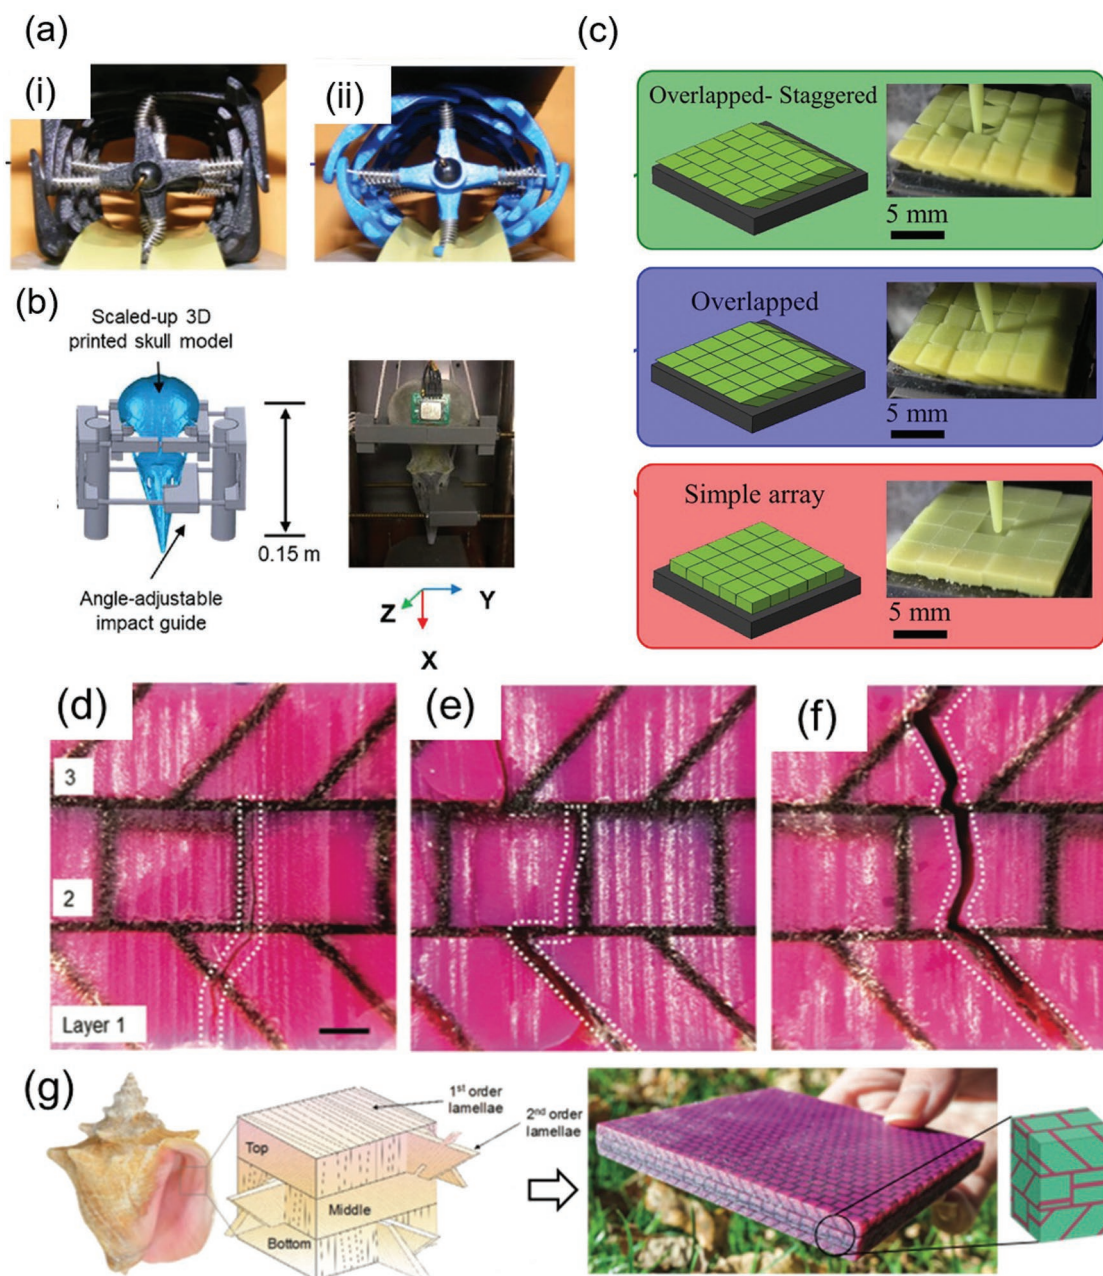 (a)
(i)
(ii)
(b)
Scaled-up 3D
printed skull model
0.15 m
Angle-adjustable
impact guide
Z
Y
X
(c)
Overlapped- Staggered
5 mm
Overlapped
5 mm
Simple array
5 mm
(d)
3
2
Layer 1
(e)
(f)
(g)
1st order
lamellae
2nd order
lamellae
Top
Middle
Bottom